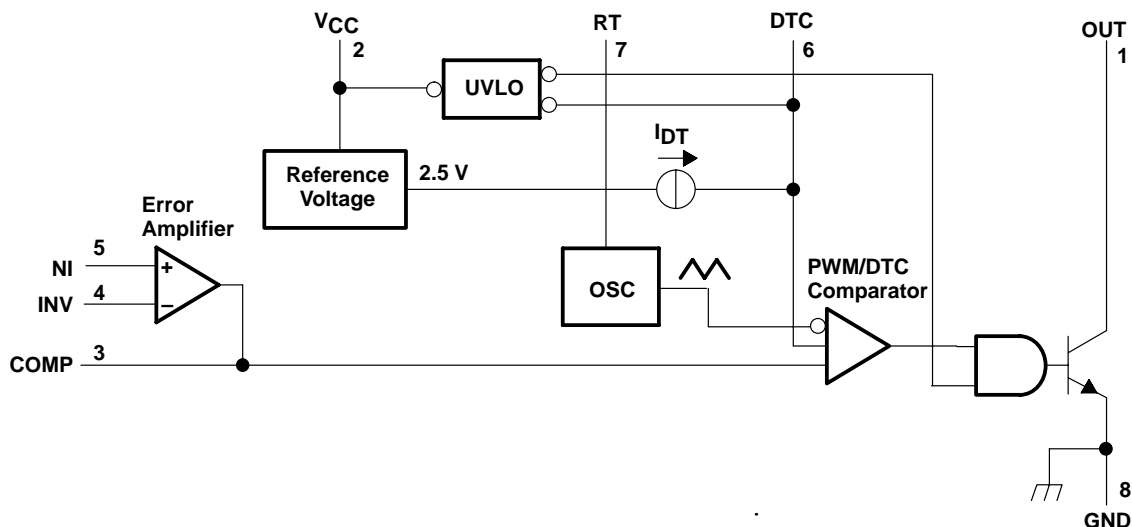 VCC
2
RT
7
DTC
6
OUT
1
UVLO
IDT
Reference
Voltage
2.5 V
Error
Amplifier
5
NI
+
4
INV
–
OSC
PWM/DTC
Comparator
3
COMP
8
GND